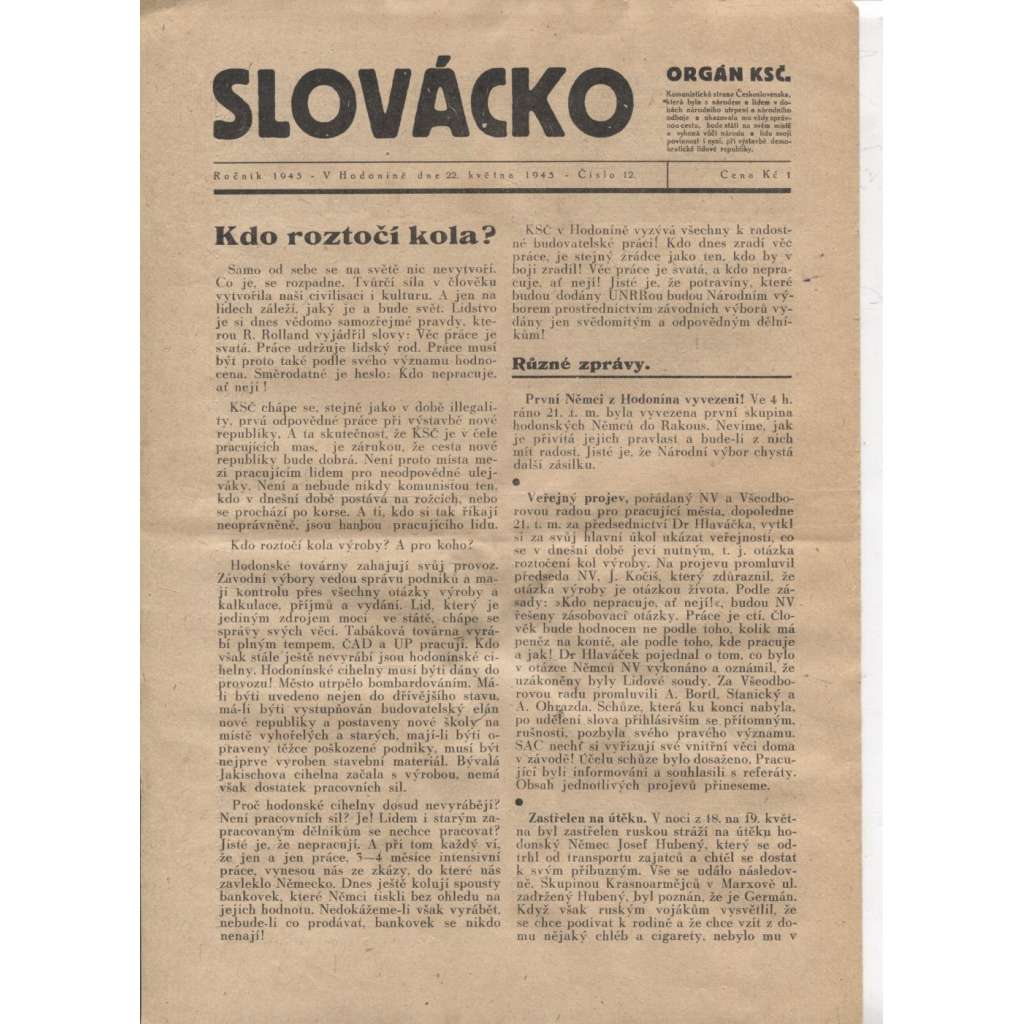 SLOVÁCKO
ORGÁN KSČ.
Komunistická strana Československa,
která byla s národem a lidem v do-
bách národního utrpení a národního
odboje a ukazovala mu vždy správ-
nou cestu, bude státi na svém místě
a vykoná vůči národu a lidu svoji
povinnost i nyní, při výstavbě demo-
kratické lidové republiky.
Ročník 1945 - V Hodoníně dne 22. května 1945 - Číslo 12.
Cena Kč 1
Kdo roztočí kola?
Samo od sebe se na světě nic nevytvoří.
Co je, se rozpadne. Tvůrčí síla v člověku
vytvořila naši civilisaci i kulturu. A jen na
lidech záleží, jaký je a bude svět. Lidstvo
je si dnes vědomo samozřejmé pravdy, kte-
rou R. Rolland vyjádřil slovy: Věc práce je
svatá. Práce udržuje lidský rod. Práce musí
být proto také podle svého významu hodno-
cena. Směrodatné je heslo: Kdo nepracuje,
ať nejí !
KSČ chápe se, stejně jako v době illegali-
ty, prvá odpovědné práce při výstavbě nové
republiky. A ta skutečnost, že KSČ je v čele
pracujících mas, je zárukou, že cesta nové
republiky bude dobrá. Není proto místa me-
zi pracujícím lidem pro neodpovědné ulej-
váky. Není a nebude nikdy komunistou ten,
kdo v dnešní době postává na rožcích, nebo
se prochází po korse. A ti, kdo si tak říkají
neoprávněně, jsou hanbou pracujícího lidu.
Kdo roztočí kola výroby? A pro koho?
Hodonské továrny zahajují svůj provoz.
Závodní výbory vedou správu podniků a ma-
jí kontrolu přes všechny otázky výroby a
kalkulace, příjmů a vydání. Lid, který je
jediným zdrojem moci ve státě, chápe se
správy svých věcí. Tabáková továrna vyrá-
bí plným tempem, ČAD a UP pracují. Kdo
však stále ještě nevyrábí jsou hodonínské ci-
helny. Hodonínské cihelny musí býti dány do
provozu! Město utrpělo bombardováním. Má-
li býti uvedeno nejen do dřívějšího stavu,
má-li býti vystupňován budovatelský elán
nové republiky a postaveny nové školy na
místě vyhořelých a starých, mají-li býti o-
praveny těžce poškozené podniky, musí být
nejprve vyroben stavební materiál. Bývalá
Jakischova cihelna začala s výrobou, nemá
však dostatek pracovních sil.
Proč hodonské cihelny dosud nevyrábějí?
Není pracovních sil? Je! Lidem i starým za-
pracovaným dělníkům se nechce pracovat?
Jisté je, že nepracují. A při tom každý ví,
že jen a jen práce, 3—4 měsíce intensivní
práce, vynesou nás ze zkázy, do které nás
zavleklo Německo. Dnes ještě kolují spousty
bankovek, které Němci tiskli bez ohledu na
jejich hodnotu. Nedokážeme-li však vyrábět,
nebude-li co prodávat, bankovek se nikdo
nenají!
KSČ v Hodoníně vyzývá všechny k radost-
né budovatelské práci! Kdo dnes zradí věc
práce, je stejný zrádce jako ten, kdo by v
boji zradil! Věc práce je svatá, a kdo nepra-
cuje, ať nejí! Jisté je, že potraviny, které
budou dodány UNRRou budou Národním vý-
borem prostřednictvím závodních výborů vy-
dány jen svědomitým a odpovědným dělní-
kům!
Různé zprávy.
První Němci z Hodonína vyvezeni! Ve 4 h.
ráno 21. t. m. byla vyvezena první skupina
hodonských Němců do Rakous. Nevíme, jak
je přivítá jejich pravlast a bude-li z nich
mít radost. Jisté je, že Národní výbor chystá
další zásilku.
Veřejný projev, pořádaný NV a Všeodbo-
rovou radou pro pracující města, dopoledne
21. t. m. za předsednictví Dr Hlaváčka, vytkl
si za svůj hlavní úkol ukázat veřejnosti, co
se v dnešní době jeví nutným, t. j. otázka
roztočení kol výroby. Na projevu promluvil
předseda NV, J. Kočiš, který zdůraznil, že
otázka výroby je otázkou života. Podle zá-
sady: »Kdo nepracuje, ať nejí!«, budou NV
řešeny zásobovací otázky. Práce je ctí. Člo-
věk bude hodnocen ne podle toho, kolik má
peněz na kontě, ale podle toho, kde pracuje
a jak! Dr Hlaváček pojednal o tom, co bylo
v otázce Němců NV vykonáno a oznámil, že
uzákoněny byly Lidové soudy. Za Všeodbo-
rovou radu promluvili A. Bortl, Stanický a
A. Ohrazda. Schůze, která ku konci nabyla,
po udělení slova přihlásivším se přítomným,
rušnosti, pozbyla svého pravého významu.
SAC nechť si vyřizují své vnitřní věci doma
v závodě! Účelu schůze bylo dosaženo. Pracu-
jící byli informováni a souhlasili s referáty.
Obsah jednotlivých projevů přineseme.
Zastřelen na útěku. V noci z 18. na 19. květ-
na byl zastřelen ruskou stráží na útěku ho-
donský Němec Josef Hubený, který se od-
trhl od transportu zajatců a chtěl se dostat
k svým příbuzným. Vše se událo následov-
ně. Skupinou Krasnoarmějců v Marxově ul.
zadržený Hubený, byl poznán, že je Germán.
Když však ruským vojákům vysvětlil, že
se chce podívat k rodině a že chce vzít z do-
mu nějaký chléb a cigarety, nebylo mu v